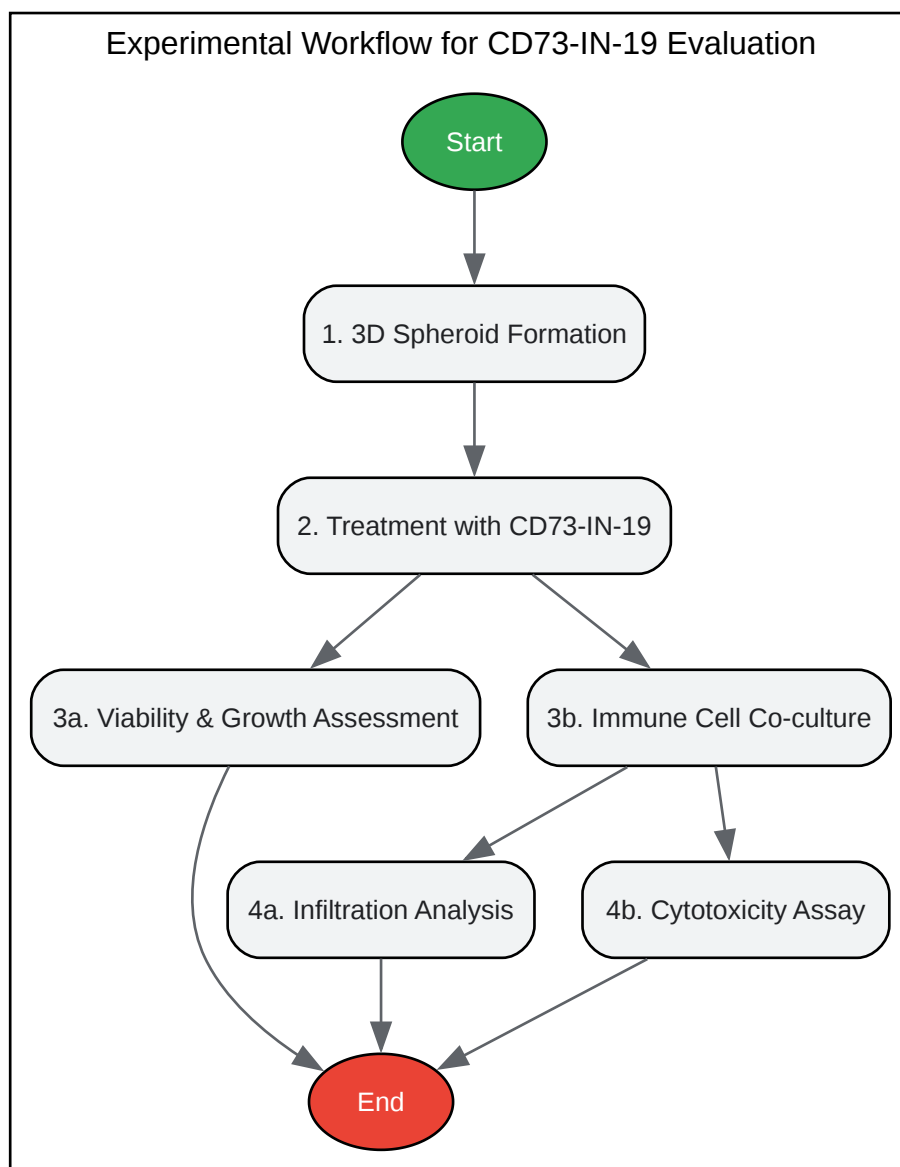 Experimental Workflow for CD73-IN-19 Evaluation
Start
1. 3D Spheroid Formation
2. Treatment with CD73-IN-19
3a. Viability & Growth Assessment
3b. Immune Cell Co-culture
4a. Infiltration Analysis
4b. Cytotoxicity Assay
End